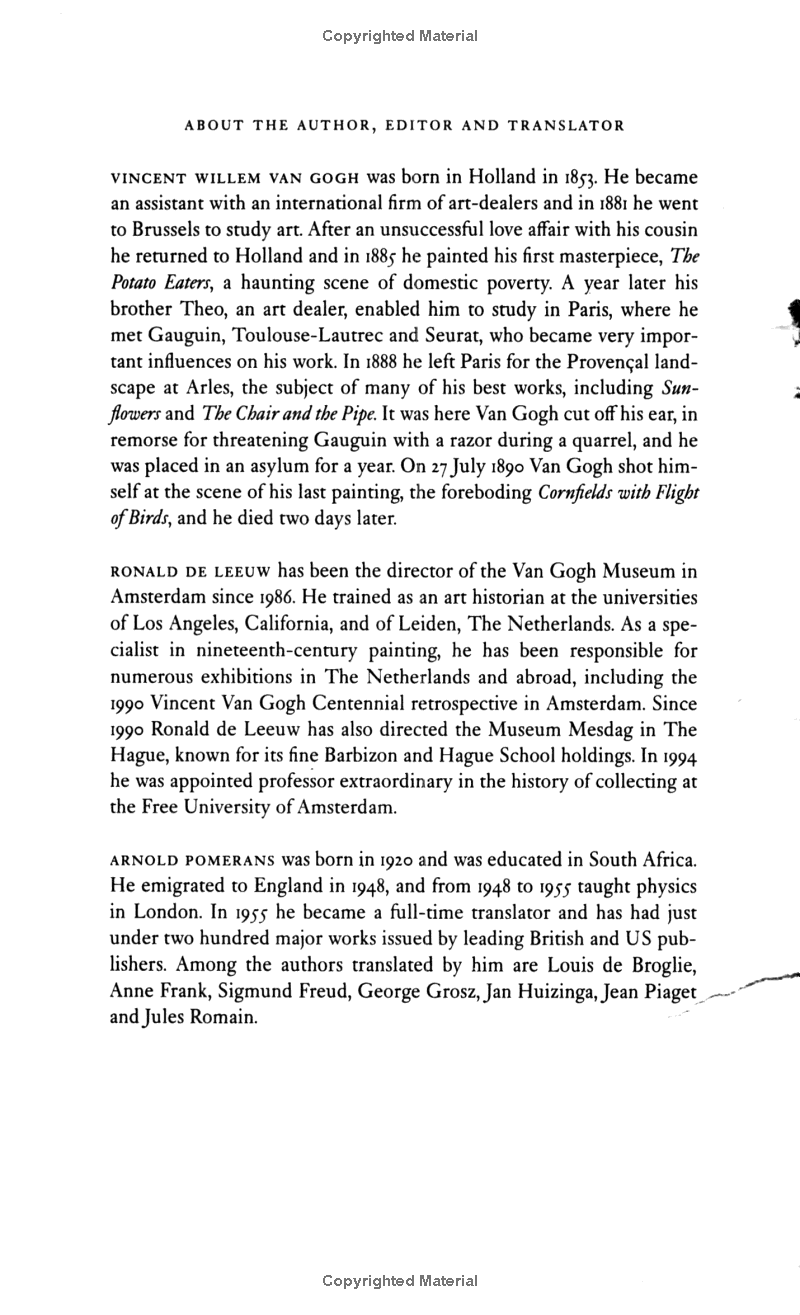 Copyrighted Material
ABOUT THE AUTHOR, EDITOR AND TRANSLATOR
VINCENT WILLEM VAN GOGH was born in Holland in 1853. He became
an assistant with an international firm of art-dealers and in 1881 he went
to Brussels to study art. After an unsuccessful love affair with his cousin
he returned to Holland and in 1885 he painted his first masterpiece, The
Potato Eaters, a haunting scene of domestic poverty. A year later his
brother Theo, an art dealer, enabled him to study in Paris, where he
met Gauguin, Toulouse-Lautrec and Seurat, who became very impor-
tant influences on his work. In 1888 he left Paris for the Provençal land-
scape at Arles, the subject of many of his best works, including Sun-
flowers and The Chair and the Pipe. It was here Van Gogh cut off his ear, in
remorse for threatening Gauguin with a razor during a quarrel, and he
was placed in an asylum for a year. On 27 July 1890 Van Gogh shot him-
self at the scene of his last painting, the foreboding Cornfields with Flight
of Birds, and he died two days later.
RONALD DE LEEUW has been the director of the Van Gogh Museum in
Amsterdam since 1986. He trained as an art historian at the universities
of Los Angeles, California, and of Leiden, The Netherlands. As a spe-
cialist in nineteenth-century painting, he has been responsible for
numerous exhibitions in The Netherlands and abroad, including the
1990 Vincent Van Gogh Centennial retrospective in Amsterdam. Since
1990 Ronald de Leeuw has also directed the Museum Mesdag in The
Hague, known for its fine Barbizon and Hague School holdings. In 1994
he was appointed professor extraordinary in the history of collecting at
the Free University of Amsterdam.
ARNOLD POMERANS was born in 1920 and was educated in South Africa.
He emigrated to England in 1948, and from 1948 to 1955 taught physics
in London. In 1955 he became a full-time translator and has had just
under two hundred major works issued by leading British and US pub-
lishers. Among the authors translated by him are Louis de Broglie,
Anne Frank, Sigmund Freud, George Grosz, Jan Huizinga, Jean Piaget
and Jules Romain.
Copyrighted Material